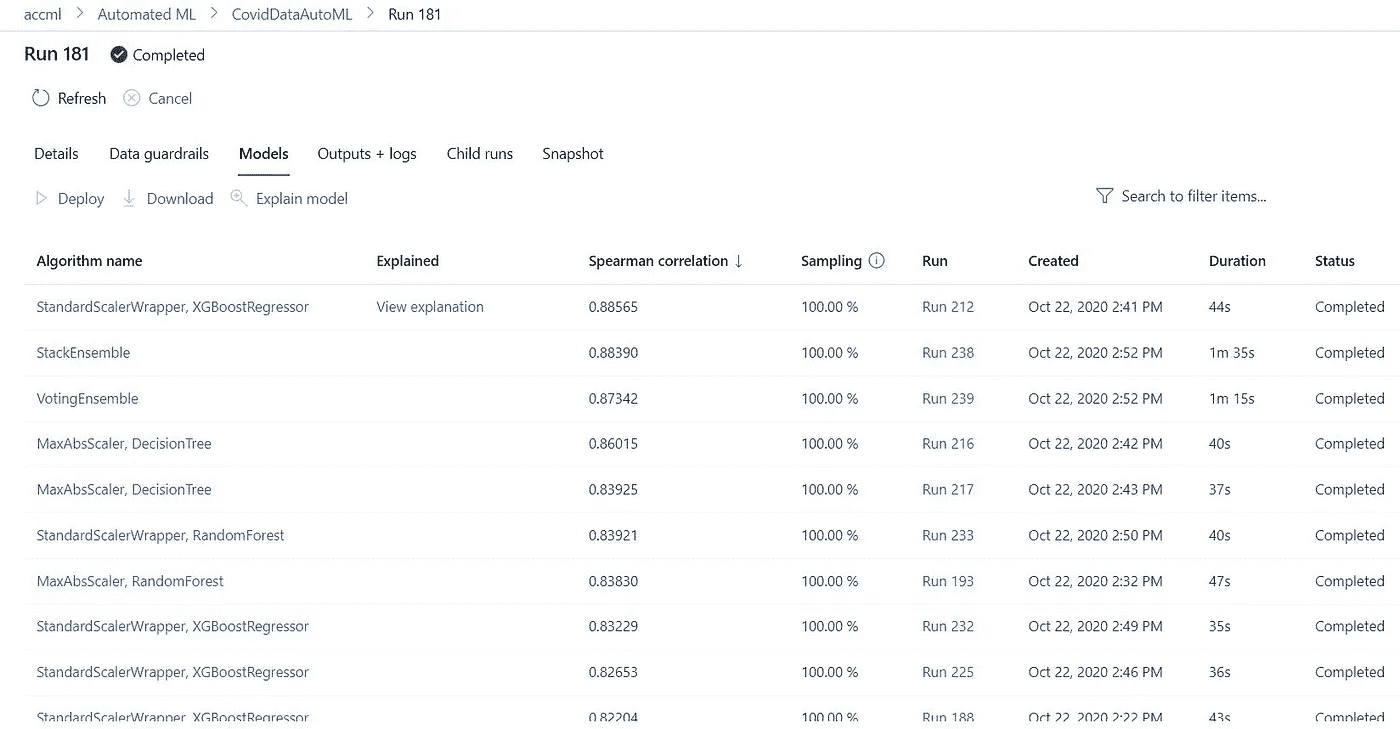 accml > Automated ML > CovidDataAutoML > Run 181
Run 181 Completed
Refresh Cancel
Details Data guardrails Models Outputs + logs Child runs Snapshot
Deploy Download Explain model Search to filter items...
Algorithm name Explained Spearman correlation ↓ Sampling Run Created Duration Status
StandardScalerWrapper, XGBoostRegressor View explanation 0.88565 100.00 % Run 212 Oct 22, 2020 2:41 PM 44s Completed
StackEnsemble 0.88390 100.00 % Run 238 Oct 22, 2020 2:52 PM 1m 35s Completed
VotingEnsemble 0.87342 100.00 % Run 239 Oct 22, 2020 2:52 PM 1m 15s Completed
MaxAbsScaler, DecisionTree 0.86015 100.00 % Run 216 Oct 22, 2020 2:42 PM 40s Completed
MaxAbsScaler, DecisionTree 0.83925 100.00 % Run 217 Oct 22, 2020 2:43 PM 37s Completed
StandardScalerWrapper, RandomForest 0.83921 100.00 % Run 233 Oct 22, 2020 2:50 PM 40s Completed
MaxAbsScaler, RandomForest 0.83830 100.00 % Run 193 Oct 22, 2020 2:32 PM 47s Completed
StandardScalerWrapper, XGBoostRegressor 0.83229 100.00 % Run 232 Oct 22, 2020 2:49 PM 35s Completed
StandardScalerWrapper, XGBoostRegressor 0.82653 100.00 % Run 225 Oct 22, 2020 2:46 PM 36s Completed
StandardScalerWrapper, XGBoostRegressor 0.82204 100.00 % Run 188 Oct 22, 2020 2:22 PM 43s Completed